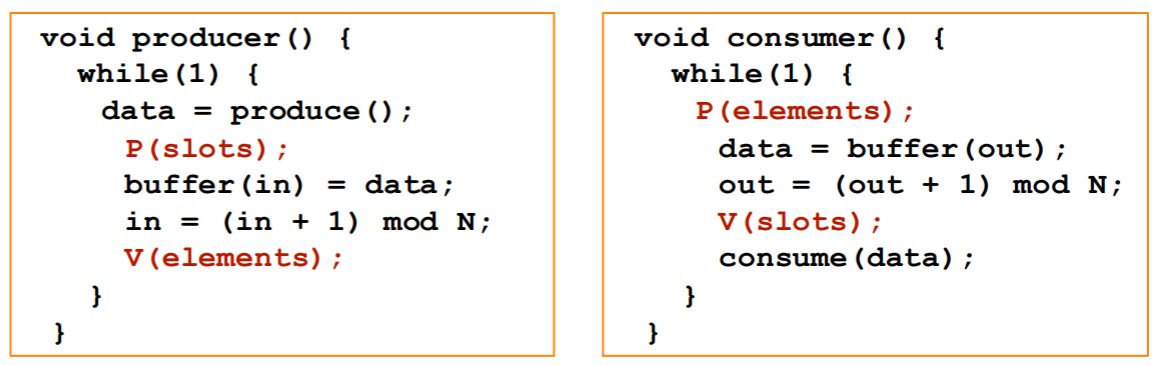 void producer() {
while(1) {
data = produce();
P(slots);
buffer(in) = data;
in = (in + 1) mod N;
V(elements);
}
}
void consumer() {
while(1) {
P(elements);
data = buffer(out);
out = (out + 1) mod N;
V(slots);
consume(data);
}
}